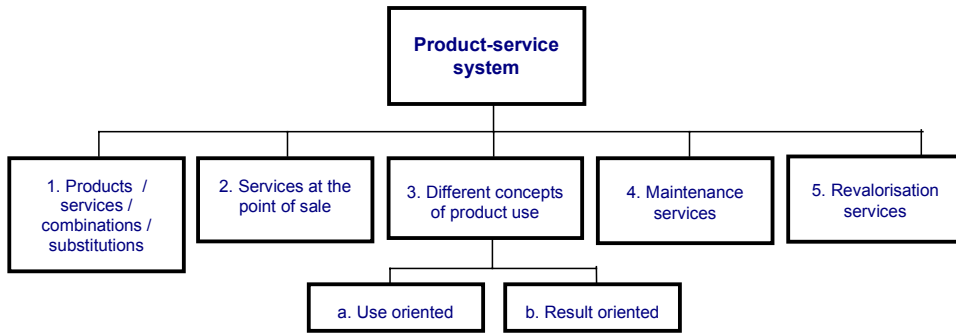 Product-service
system
1. Products /
services /
combinations /
substitutions
2. Services at the
point of sale
3. Different concepts
of product use
4. Maintenance
services
5. Revalorisation
services
a. Use oriented
b. Result oriented